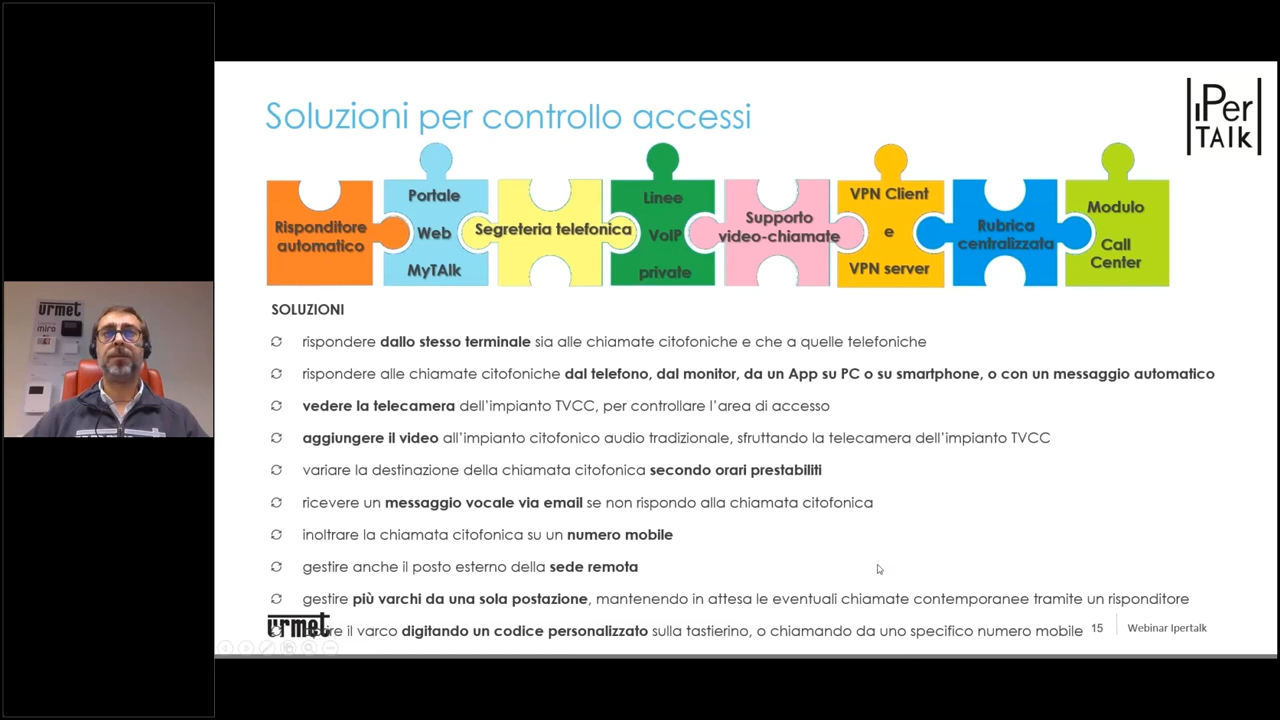 Soluzioni per controllo accessi
IPer
TAlk
Risponditore
automatico
Portale
Web
MyTAlk
Segreteria telefonica
Linee
VoIP
private
Supporto
video-chiamate
VPN Client
e
VPN server
Rubrica
centralizzata
Modulo
Call
Center
SOLUZIONI
rispondere dallo stesso terminale sia alle chiamate citofoniche e che a quelle telefoniche
rispondere alle chiamate citofoniche dal telefono, dal monitor, da un App su PC o su smartphone, o con un messaggio automatico
vedere la telecamera dell'impianto TVCC, per controllare l'area di accesso
aggiungere il video all'impianto citofonico audio tradizionale, sfruttando la telecamera dell'impianto TVCC
variare la destinazione della chiamata citofonica secondo orari prestabiliti
ricevere un messaggio vocale via email se non rispondo alla chiamata citofonica
inoltrare la chiamata citofonica su un numero mobile
gestire anche il posto esterno della sede remota
gestire più varchi da una sola postazione, mantenendo in attesa le eventuali chiamate contemporanee tramite un risponditore
il varco digitando un codice personalizzato sulla tastierino, o chiamando da uno specifico numero mobile
urmet
15
Webinar Ipertalk
urmet
miro